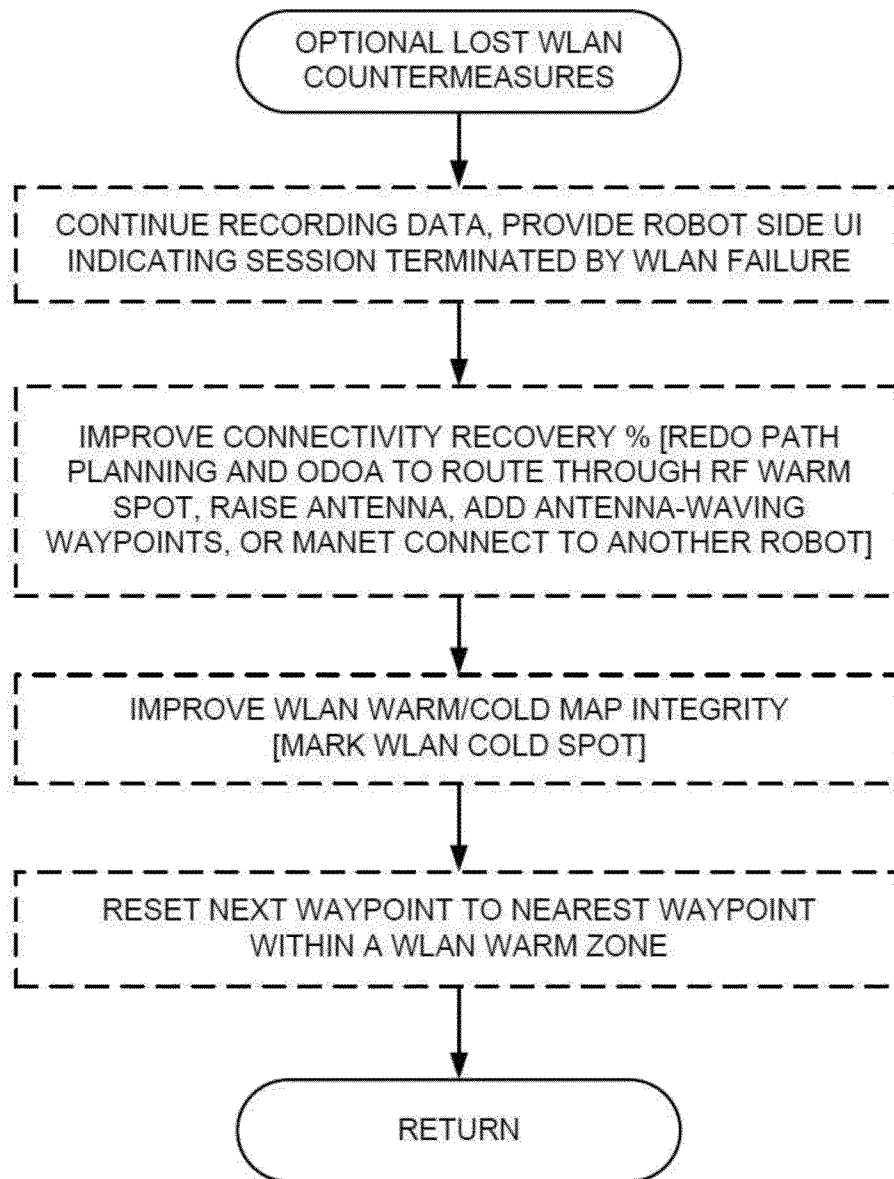 OPTIONAL LOST WLAN
COUNTERMEASURES
CONTINUE RECORDING DATA, PROVIDE ROBOT SIDE UI
INDICATING SESSION TERMINATED BY WLAN FAILURE
IMPROVE CONNECTIVITY RECOVERY % [REDO PATH
PLANNING AND ODOA TO ROUTE THROUGH RF WARM
SPOT, RAISE ANTENNA, ADD ANTENNA-WAVING
WAYPOINTS, OR MANET CONNECT TO ANOTHER ROBOT]
IMPROVE WLAN WARM/COLD MAP INTEGRITY
[MARK WLAN COLD SPOT]
RESET NEXT WAYPOINT TO NEAREST WAYPOINT
WITHIN A WLAN WARM ZONE
RETURN